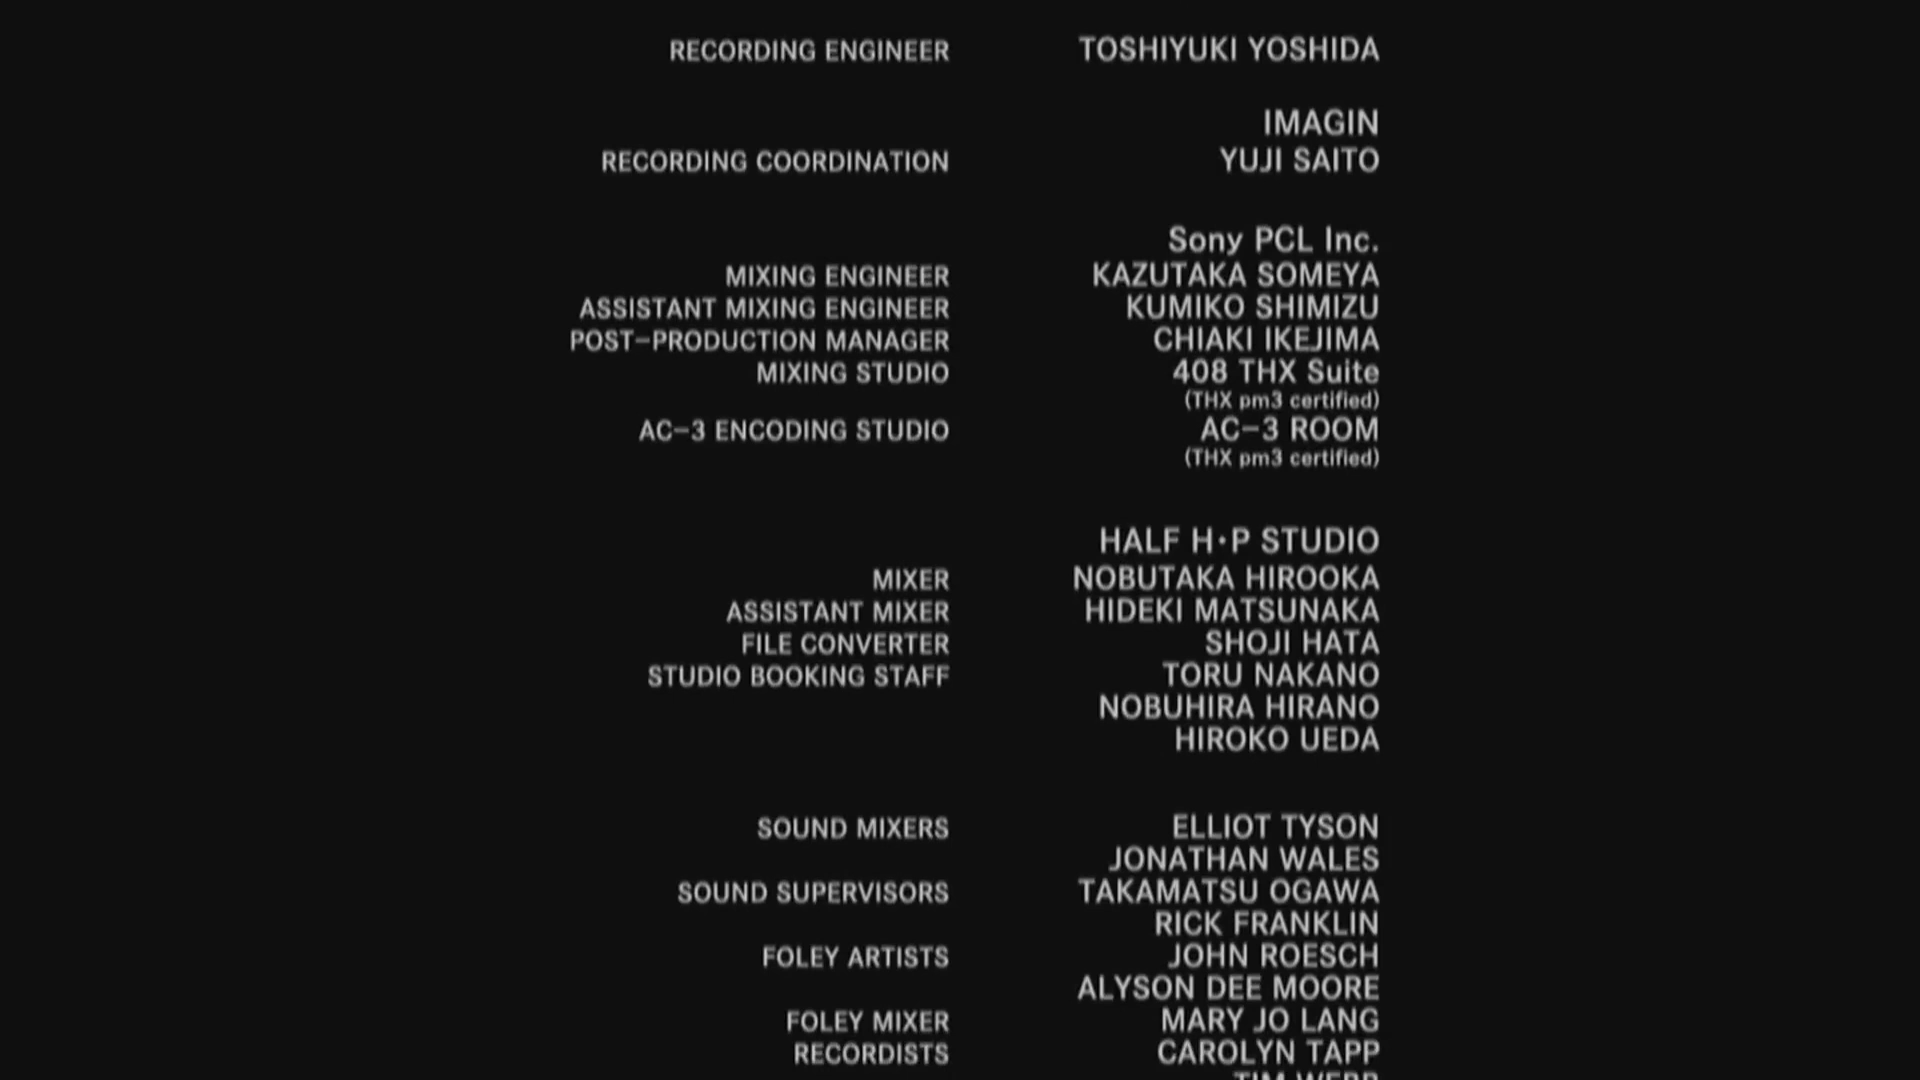 RECORDING ENGINEER TOSHIYUKI YOSHIDA
IMAGIN
RECORDING COORDINATION YUJI SAITO
Sony PCL Inc.
MIXING ENGINEER KAZUTAKA SOMEYA
ASSISTANT MIXING ENGINEER KUMIKO SHIMIZU
POST-PRODUCTION MANAGER CHIAKI IKEJIMA
MIXING STUDIO 408 THX Suite
(THX pm3 certified)
AC-3 ENCODING STUDIO AC-3 ROOM
(THX pm3 certified)
HALF H・P STUDIO
MIXER NOBUTAKA HIROOKA
ASSISTANT MIXER HIDEKI MATSUNAKA
FILE CONVERTER SHOJI HATA
STUDIO BOOKING STAFF TORU NAKANO
NOBUHIRA HIRANO
HIROKO UEDA
SOUND MIXERS ELLIOT TYSON
JONATHAN WALES
SOUND SUPERVISORS TAKAMATSU OGAWA
RICK FRANKLIN
FOLEY ARTISTS JOHN ROESCH
ALYSON DEE MOORE
FOLEY MIXER MARY JO LANG
RECORDISTS CAROLYN TAPP